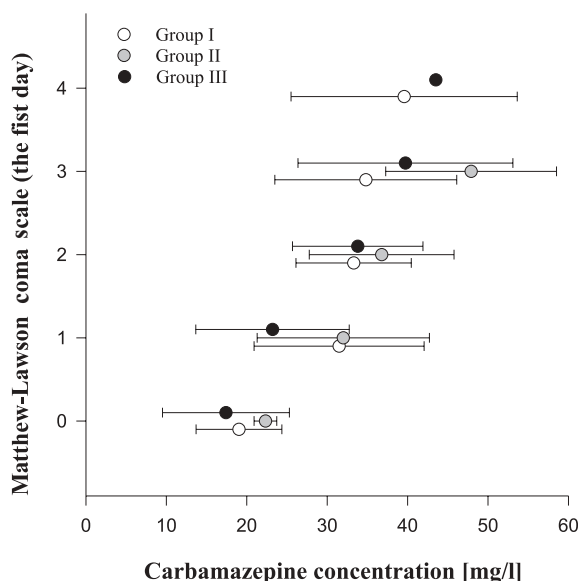 Group I
Group II
Group III
Matthew-Lawson coma scale (the fist day)
4
3
2
1
0
0 10 20 30 40 50 60
Carbamazepine concentration [mg/l]